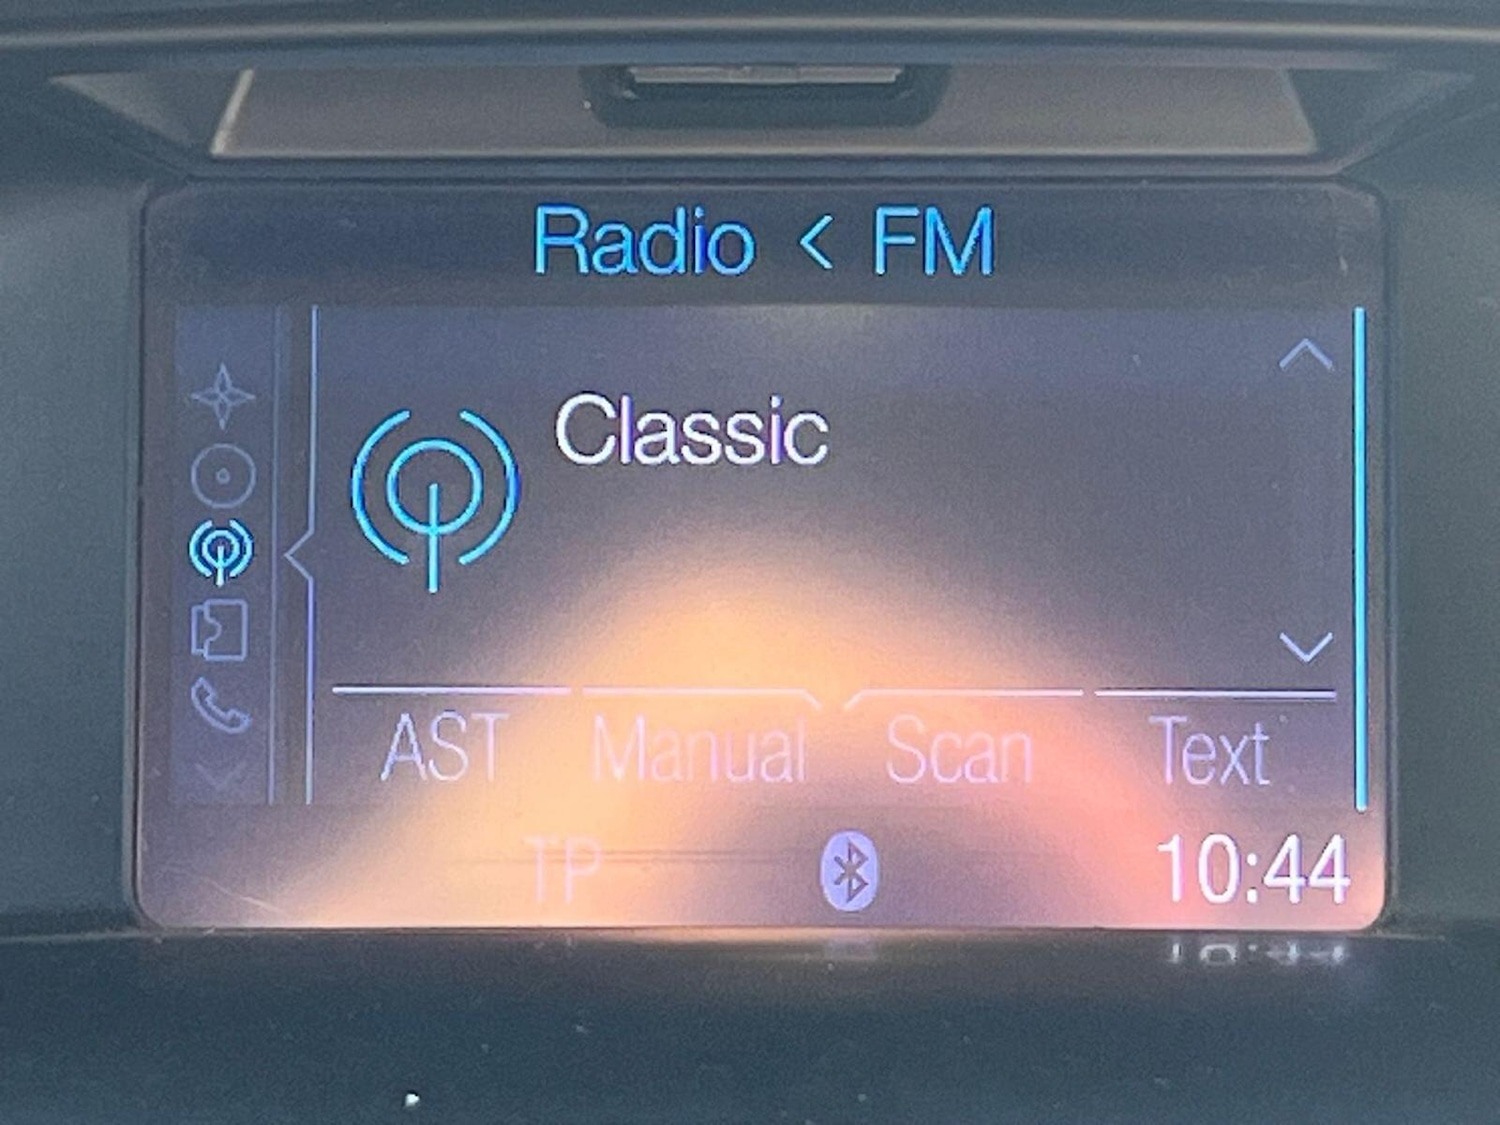 Radio < FM
Classic
AST Manual Scan Text
TP 10:44